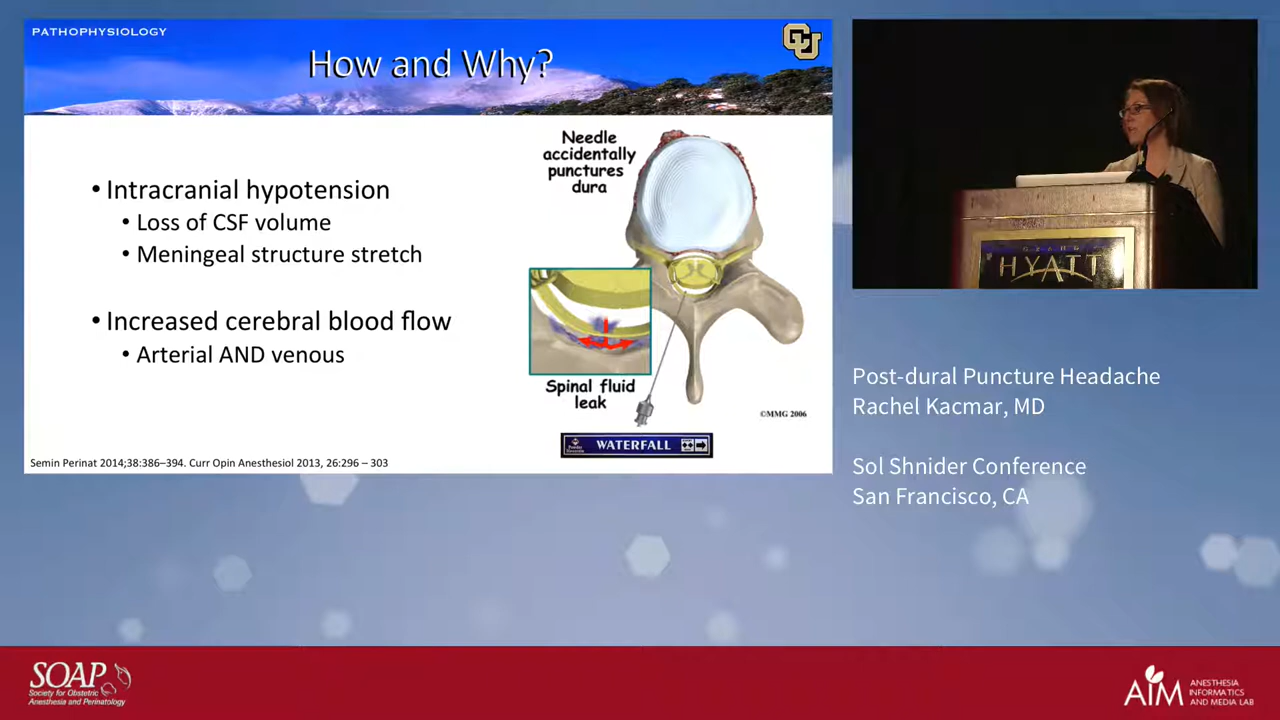 PATHOPHYSIOLOGY
How and Why?
• Intracranial hypotension
• Loss of CSF volume
• Meningeal structure stretch
• Increased cerebral blood flow
• Arterial AND venous
Needle
accidentally
punctures
dura
Spinal fluid
leak
©MMG 2006
WATERFALL
Semin Perinat 2014;38:386–394. Curr Opin Anesthesiol 2013, 26:296 – 303
CU
GRAND
HYATT
Post-dural Puncture Headache
Rachel Kacmar, MD
Sol Shnider Conference
San Francisco, CA
SOAP
Society for Obstetric
Anesthesia and Perinatology
AIM
ANESTHESIA
INFORMATICS
AND MEDIA LAB